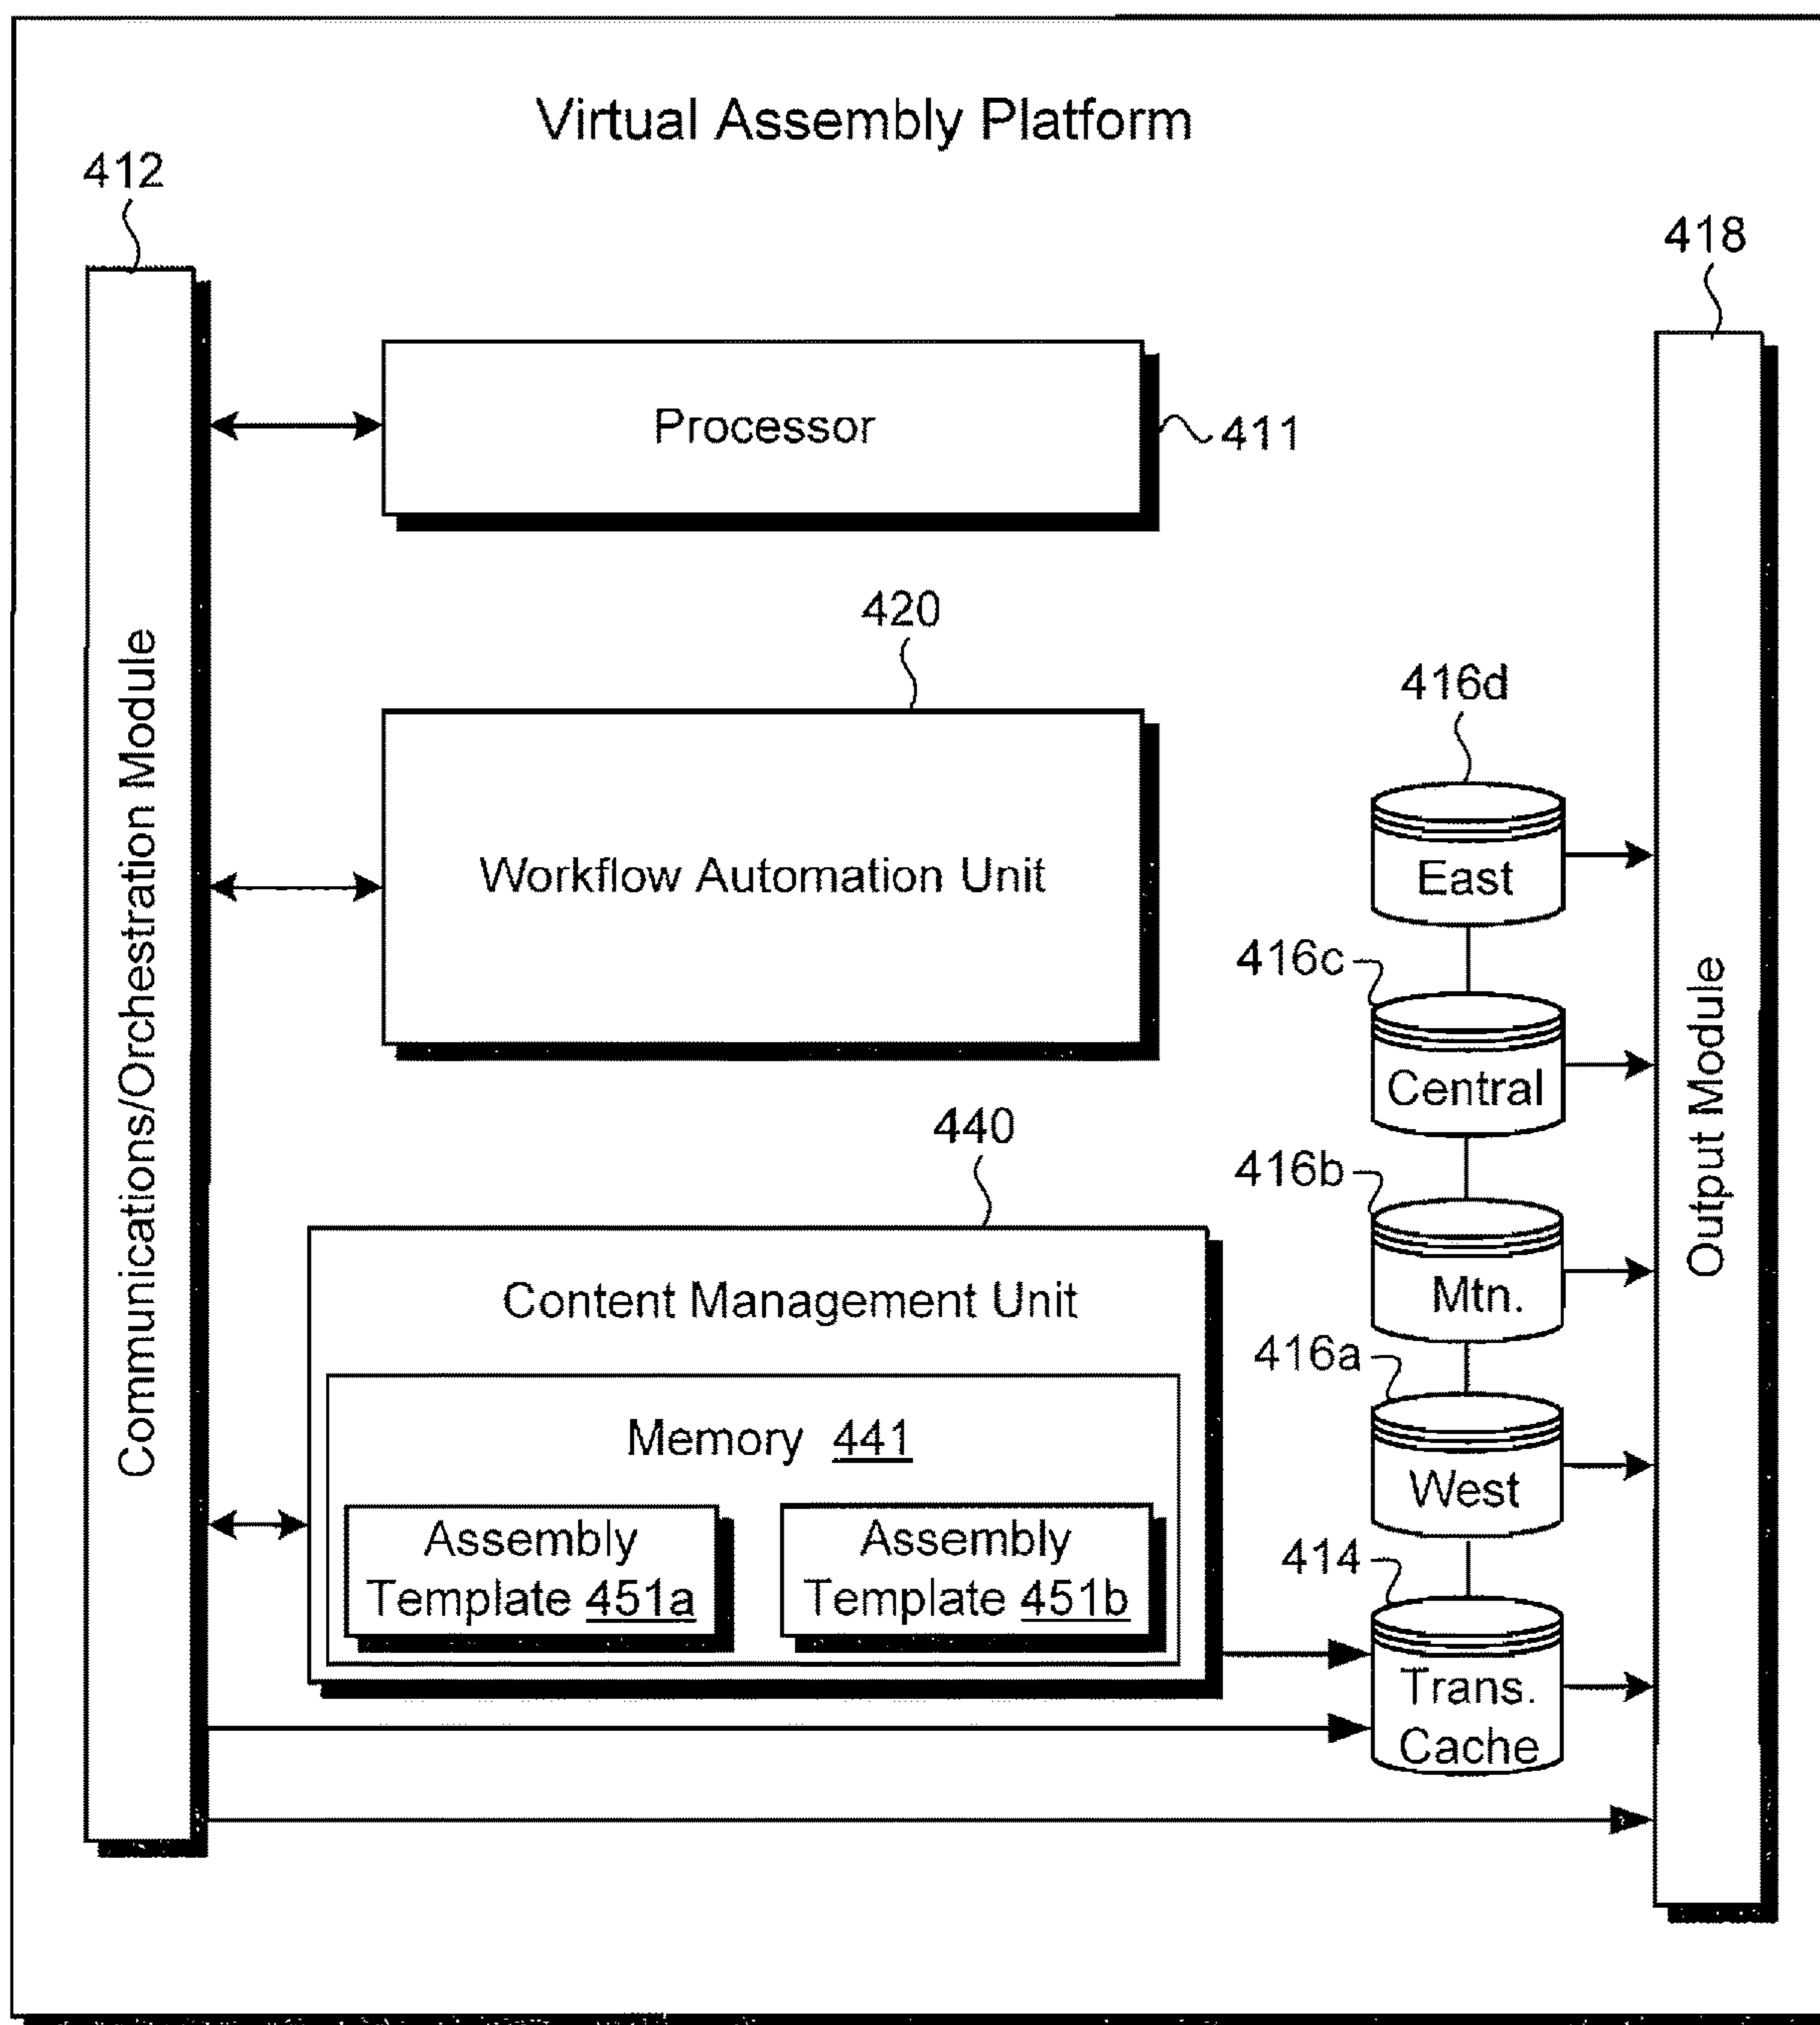 Virtual Assembly Platform
412
418
Communications/Orchestration Module
Processor
411
420
Workflow Automation Unit
416d
East
416c
Central
416b
Mtn.
416a
West
414
Trans.
Cache
440
Content Management Unit
Memory 441
Assembly
Template 451a
Assembly
Template 451b
Output Module